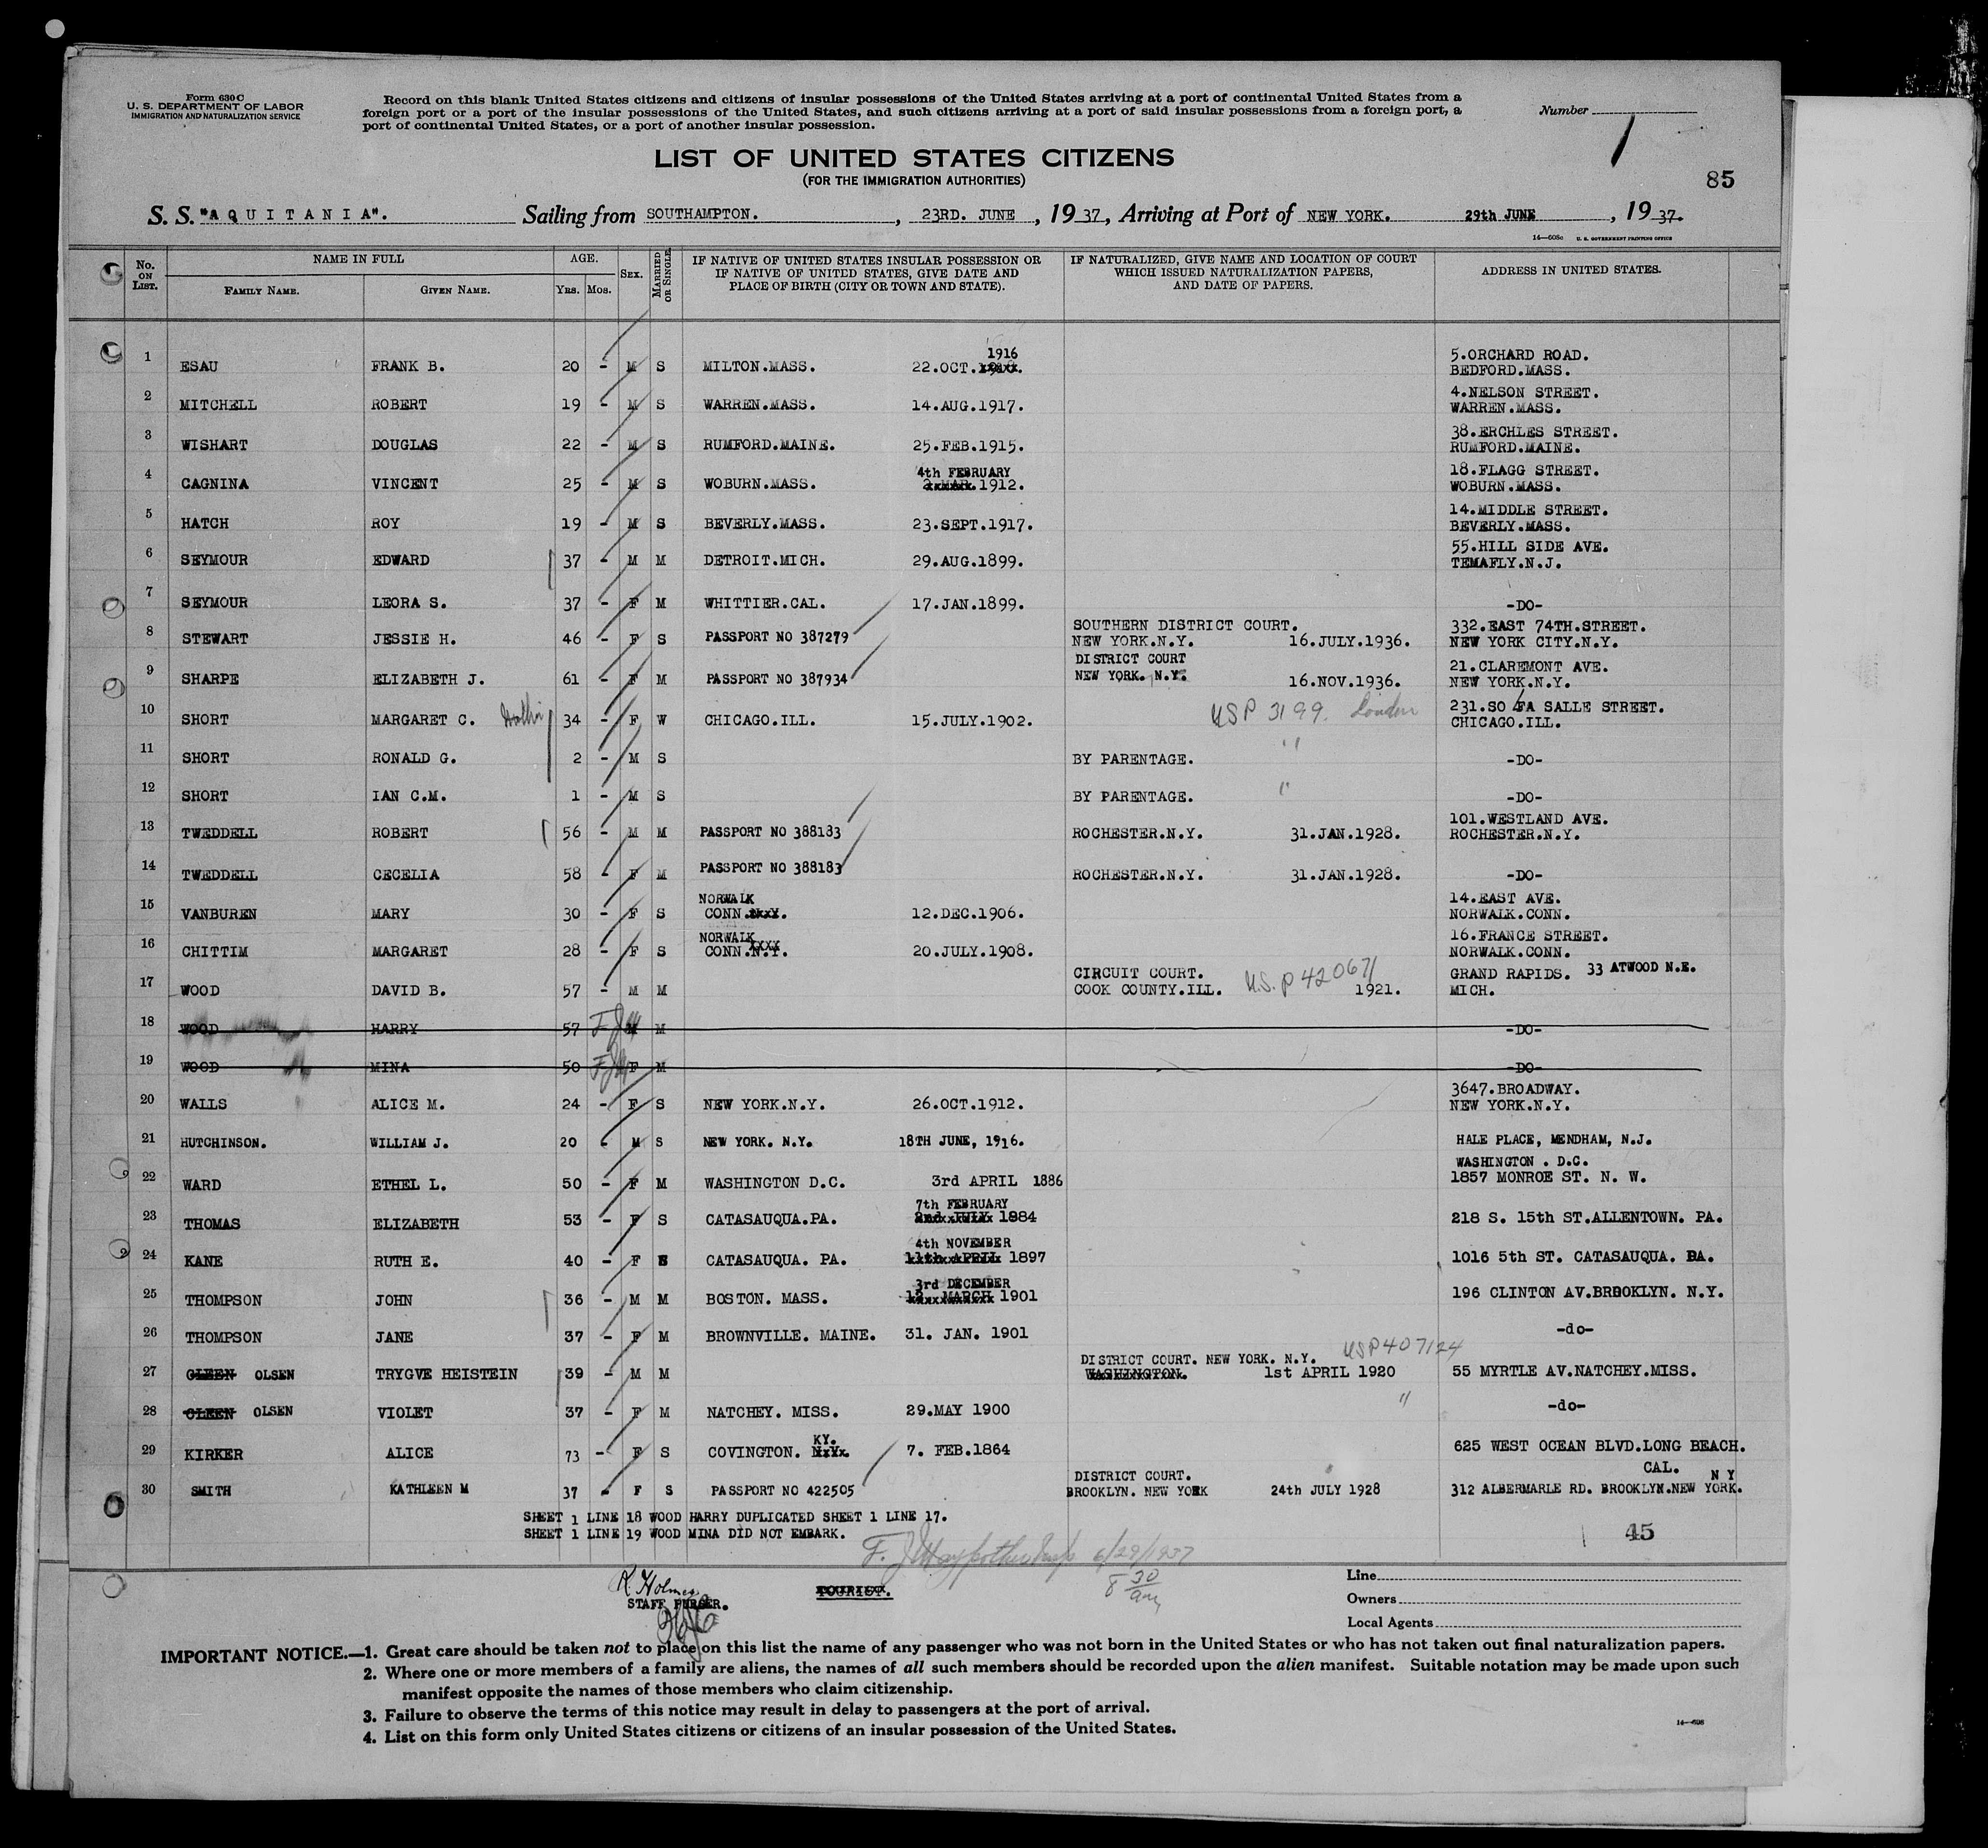 Form 630C
U. S. DEPARTMENT OF LABOR
IMMIGRATION AND NATURALIZATION SERVICE
Record on this blank United States citizens and citizens of insular possessions of the United States arriving at a port of continental United States from a
foreign port or a port of the insular possessions of the United States, and such citizens arriving at a port of said insular possessions from a foreign port, a
port of continental United States, or a port of another insular possession.
Number
1
LIST OF UNITED STATES CITIZENS
(FOR THE IMMIGRATION AUTHORITIES)
85
S. S. "AQUITANIA". Sailing from SOUTHAMPTON. , 23RD. JUNE , 19 37, Arriving at Port of NEW YORK. 29th JUNE , 19 37.
14—608c U. S. GOVERNMENT PRINTING OFFICE
No. ON LIST. NAME IN FULL FAMILY NAME. GIVEN NAME. AGE. YRS. MOS. SEX. MARRIED OR SINGLE. IF NATIVE OF UNITED STATES INSULAR POSSESSION OR IF NATIVE OF UNITED STATES, GIVE DATE AND PLACE OF BIRTH (CITY OR TOWN AND STATE). IF NATURALIZED, GIVE NAME AND LOCATION OF COURT WHICH ISSUED NATURALIZATION PAPERS, AND DATE OF PAPERS. ADDRESS IN UNITED STATES.
1 ESAU FRANK B. 20 - M S MILTON.MASS. 22.OCT. 1916 5.ORCHARD ROAD. BEDFORD.MASS.
2 MITCHELL ROBERT 19 - M S WARREN.MASS. 14.AUG.1917. 4.NELSON STREET. WARREN.MASS.
3 WISHART DOUGLAS 22 - M S RUMFORD.MAINE. 25.FEB.1915. 38.ERCHLES STREET. RUMFORD.MAINE.
4 CAGNINA VINCENT 25 - M S WOBURN.MASS. 4th FEBRUARY 2.MAR.1912. 18.FLAGG STREET. WOBURN.MASS.
5 HATCH ROY 19 - M S BEVERLY.MASS. 23.SEPT.1917. 14.MIDDLE STREET. BEVERLY.MASS.
6 SEYMOUR EDWARD 37 - M M DETROIT.MICH. 29.AUG.1899. 55.HILL SIDE AVE. TEMAFLY.N.J.
7 SEYMOUR LEORA S. 37 - F M WHITTIER.CAL. 17.JAN.1899. -DO-
8 STEWART JESSIE H. 46 - F S PASSPORT NO 387279 SOUTHERN DISTRICT COURT. NEW YORK.N.Y. 16.JULY.1936. 332.EAST 74TH.STREET. NEW YORK CITY.N.Y.
9 SHARPE ELIZABETH J. 61 - F M PASSPORT NO 387934 DISTRICT COURT NEW YORK. N.Y. 16.NOV.1936. 21.CLAREMONT AVE. NEW YORK.N.Y.
10 SHORT MARGARET C. 34 - F W CHICAGO.ILL. 15.JULY.1902. USP 3199. London 231.SO LA SALLE STREET. CHICAGO.ILL.
11 SHORT RONALD G. 2 - M S BY PARENTAGE. " -DO-
12 SHORT IAN C.M. 1 - M S BY PARENTAGE. " -DO-
13 TWEDDELL ROBERT 56 - M M PASSPORT NO 388183 ROCHESTER.N.Y. 31.JAN.1928. 101.WESTLAND AVE. ROCHESTER.N.Y.
14 TWEDDELL CECELIA 58 - F M PASSPORT NO 388183 ROCHESTER.N.Y. 31.JAN.1928. -DO-
15 VANBUREN MARY 30 - F S NORWALK CONN. 12.DEC.1906. 14.EAST AVE. NORWALK.CONN.
16 CHITTIM MARGARET 28 - F S NORWALK CONN.N.Y. 20.JULY.1908. 16.FRANCE STREET. NORWALK.CONN.
17 WOOD DAVID B. 57 - M M CIRCUIT COURT. COOK COUNTY.ILL. U.S.P 420671 1921. GRAND RAPIDS. 33 ATWOOD N.E. MICH.
18 WOOD HARRY 57 M M -DO-
19 WOOD MINA 50 F M -DO-
20 WALLS ALICE M. 24 - F S NEW YORK.N.Y. 26.OCT.1912. 3647.BROADWAY. NEW YORK.N.Y.
21 HUTCHINSON. WILLIAM J. 20 - M S NEW YORK. N.Y. 18TH JUNE, 1916. HALE PLACE, MENDHAM, N.J.
22 WARD ETHEL L. 50 - F M WASHINGTON D.C. 3rd APRIL 1886 WASHINGTON . D.C. 1857 MONROE ST. N. W.
23 THOMAS ELIZABETH 53 - F S CATASAUQUA.PA. 7th FEBRUARY 2nd JULY 1884 218 S. 15th ST.ALLENTOWN. PA.
24 KANE RUTH E. 40 - F S CATASAUQUA. PA. 4th NOVEMBER 11th APRIL 1897 1016 5th ST. CATASAUQUA. PA.
25 THOMPSON JOHN 36 - M M BOSTON. MASS. 3rd DECEMBER MARCH 1901 196 CLINTON AV.BROOKLYN. N.Y.
26 THOMPSON JANE 37 - F M BROWNVILLE. MAINE. 31. JAN. 1901 -do-
27 OLEEN OLSEN TRYGVE HEISTEIN 39 - M M DISTRICT COURT. NEW YORK. N.Y. USP407124 WASHINGTON. 1st APRIL 1920 55 MYRTLE AV.NATCHEY.MISS.
28 OLEEN OLSEN VIOLET 37 - F M NATCHEY. MISS. 29.MAY 1900 " -do-
29 KIRKER ALICE 73 - F S COVINGTON. KY. 7. FEB.1864 625 WEST OCEAN BLVD.LONG BEACH. CAL.
30 SMITH KATHLEEN M 37 - F S PASSPORT NO 422505 DISTRICT COURT. BROOKLYN. NEW YORK 24th JULY 1928 312 ALBERMARLE RD. BROOKLYN.NEW YORK. N Y
SHEET 1 LINE 18 WOOD HARRY DUPLICATED SHEET 1 LINE 17.
SHEET 1 LINE 19 WOOD MINA DID NOT EMBARK.
45
6/29/1937
8 30 am
R Holmes
STAFF PURSER.
TOURIST.
Line
Owners
Local Agents
IMPORTANT NOTICE.—1. Great care should be taken not to place on this list the name of any passenger who was not born in the United States or who has not taken out final naturalization papers.
2. Where one or more members of a family are aliens, the names of all such members should be recorded upon the alien manifest. Suitable notation may be made upon such
manifest opposite the names of those members who claim citizenship.
3. Failure to observe the terms of this notice may result in delay to passengers at the port of arrival.
4. List on this form only United States citizens or citizens of an insular possession of the United States.
14—608